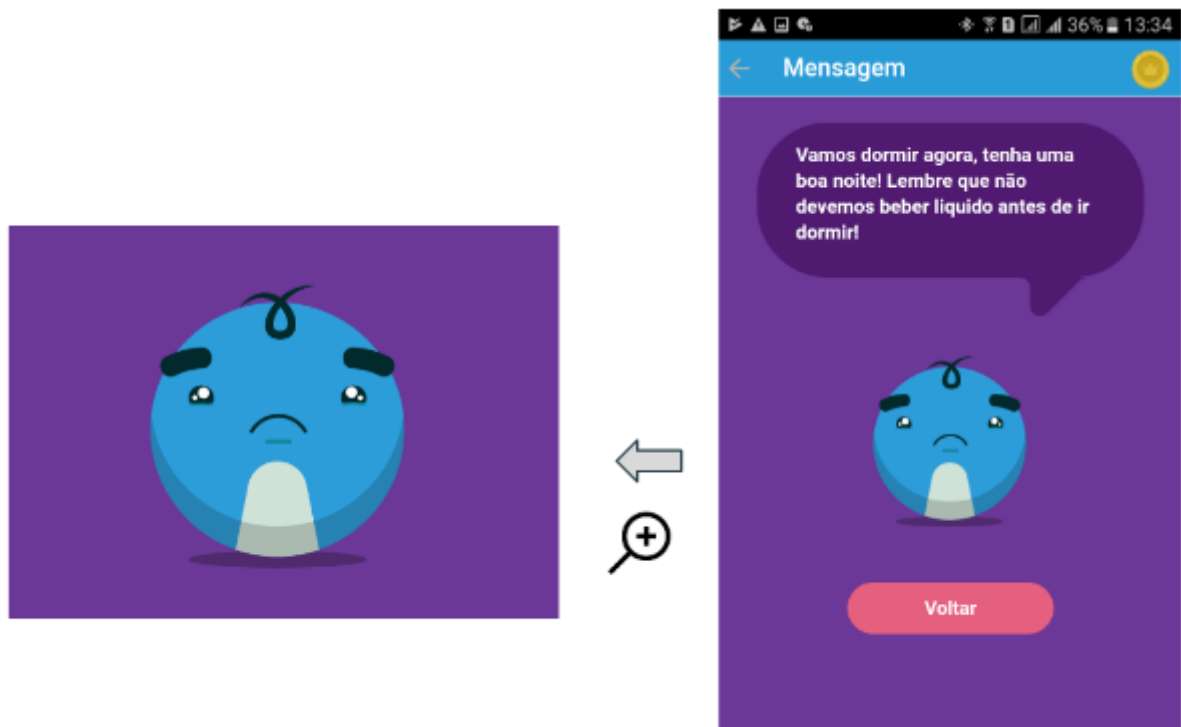 36% 13:34
Mensagem
Vamos dormir agora, tenha uma
boa noite! Lembre que não
devemos beber liquido antes de ir
dormir!
Voltar